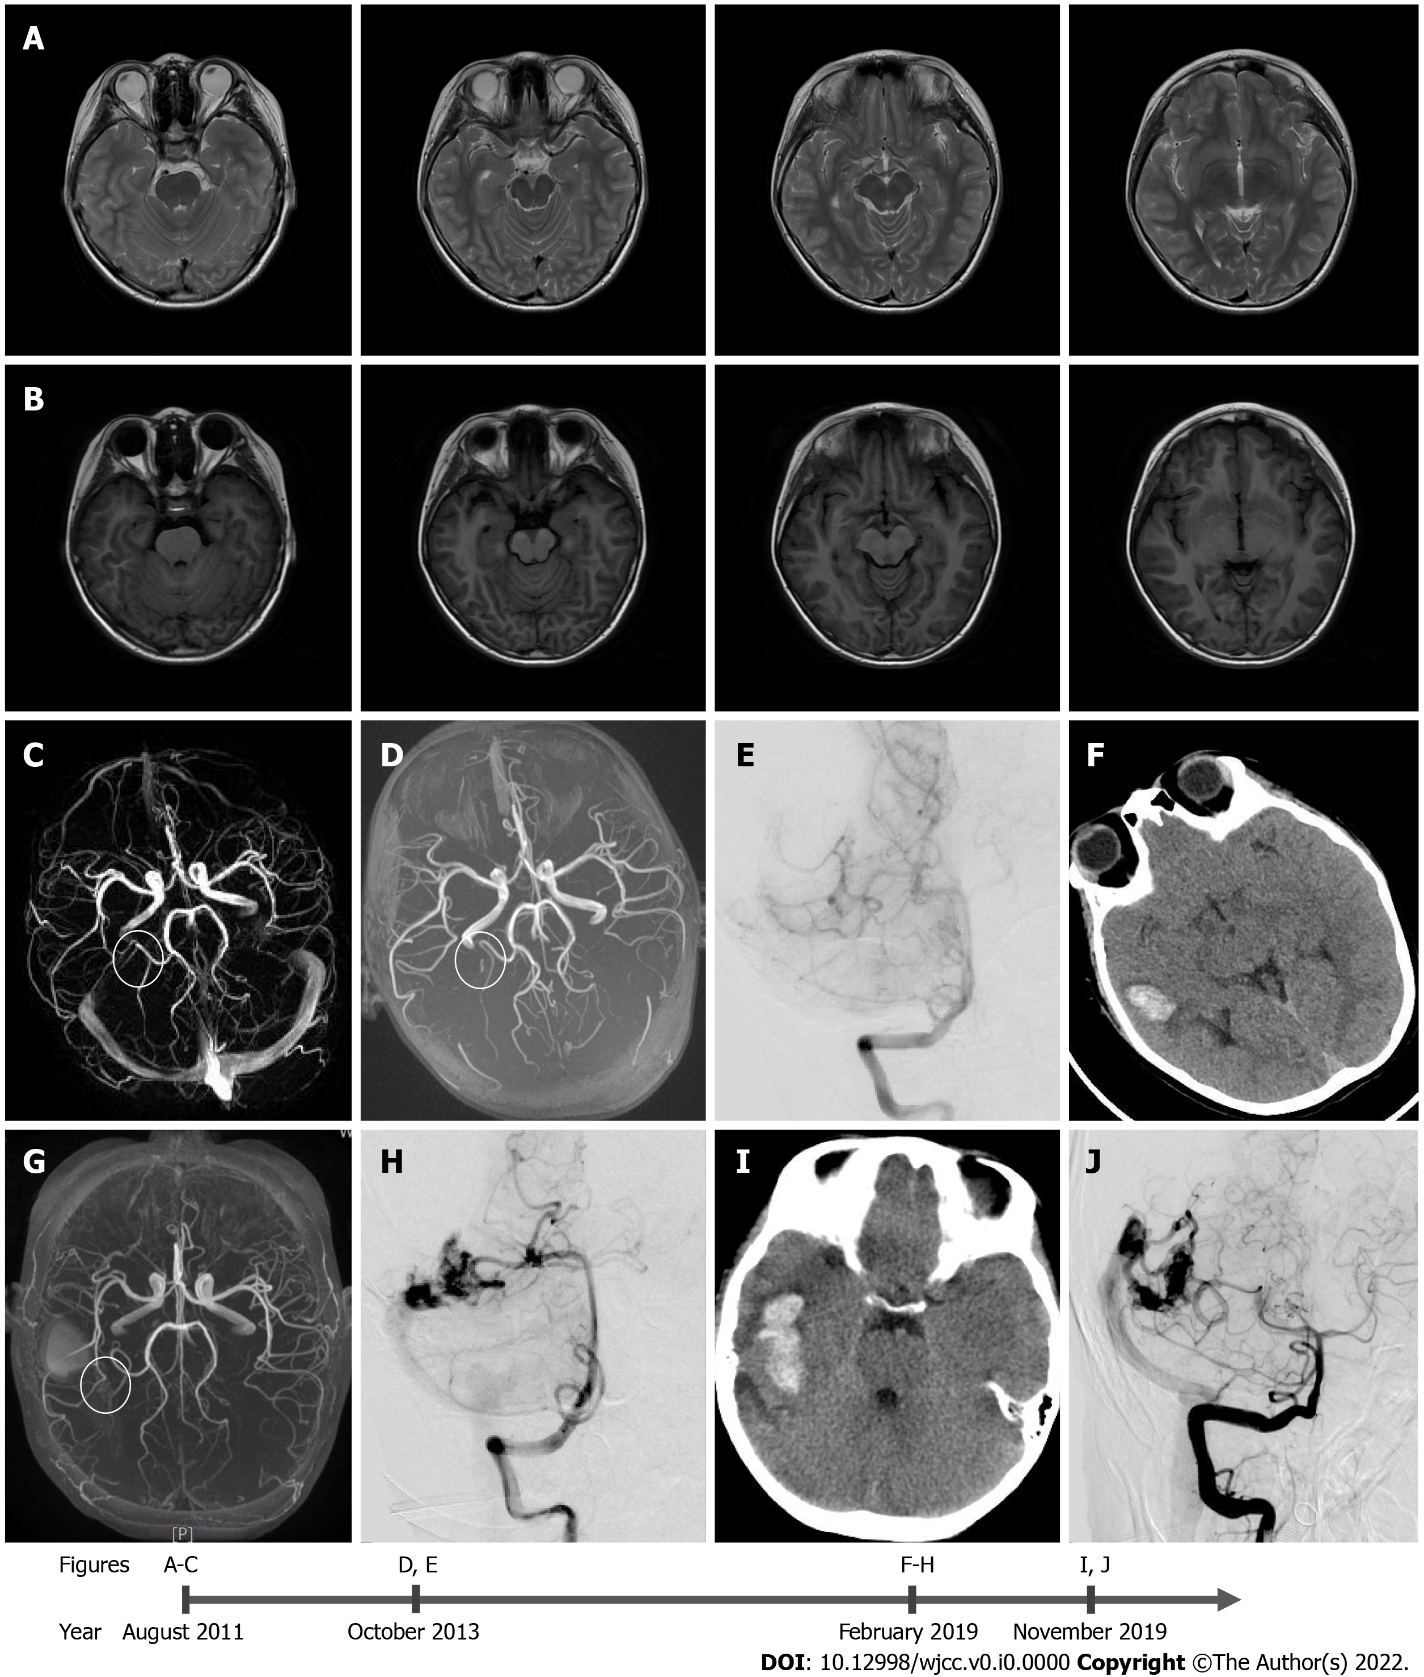 A
B
C
D
E
F
G
H
I
J
[P]
Figures A-C D, E F-H I, J
Year August 2011 October 2013 February 2019 November 2019
DOI: 10.12998/wjcc.v0.i0.0000 Copyright ©The Author(s) 2022.